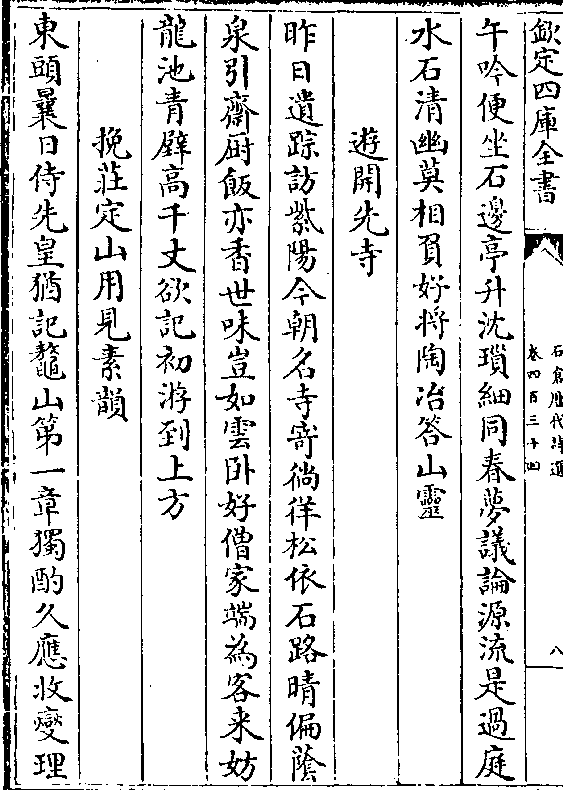 欽定四庫全書
石倉歴代詩選
卷四百三十四
八
午吟便坐石邊亭升沈瑣細同春夢議論源流是過庭
水石清幽莫相負好將陶冶答山靈
遊開先寺
昨日遺踪訪紫陽今朝名寺寄徜徉松依石路晴偏蔭
泉引齋厨飯亦香世味豈如雲卧好僧家端為客来妨
龍池青壁高千丈欲記初游到上方
挽莊定山用見素韻
東頭曩日侍先皇猶記鼇山第一章獨酌久應收燮理